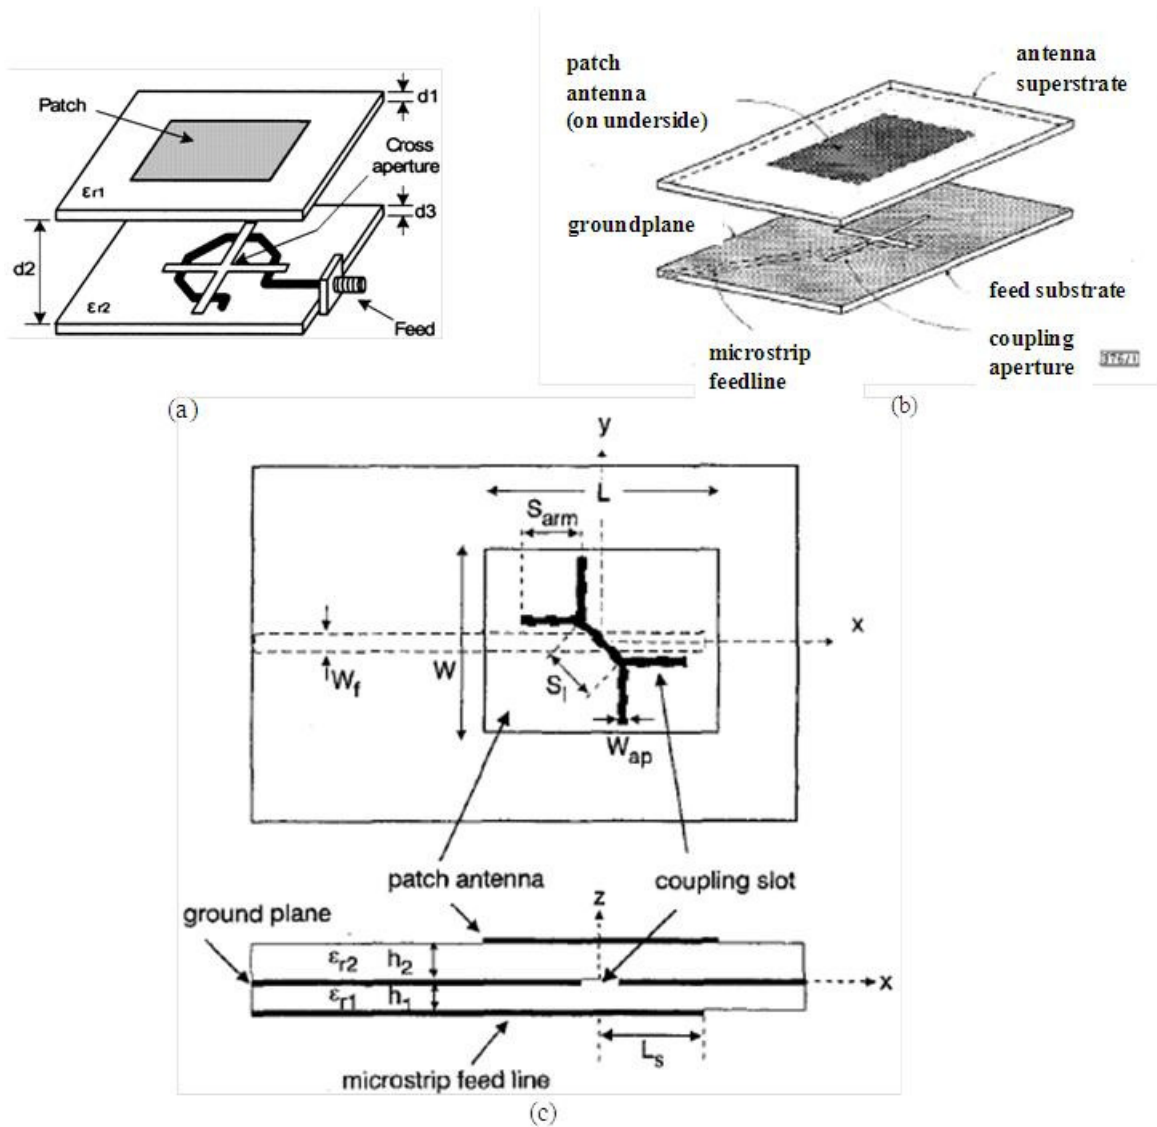 Patch
d1
Cross
aperture
εr1
d3
d2
εr2
Feed
(a)
patch
antenna
(on underside)
antenna
superstrate
groundplane
feed substrate
microstrip
feedline
coupling
aperture
376/1
(b)
y
L
Sarm
x
Wf
W
Sl
Wap
patch antenna
coupling slot
ground plane
z
εr2 h2
εr1 h1
x
Ls
microstrip feed line
(c)